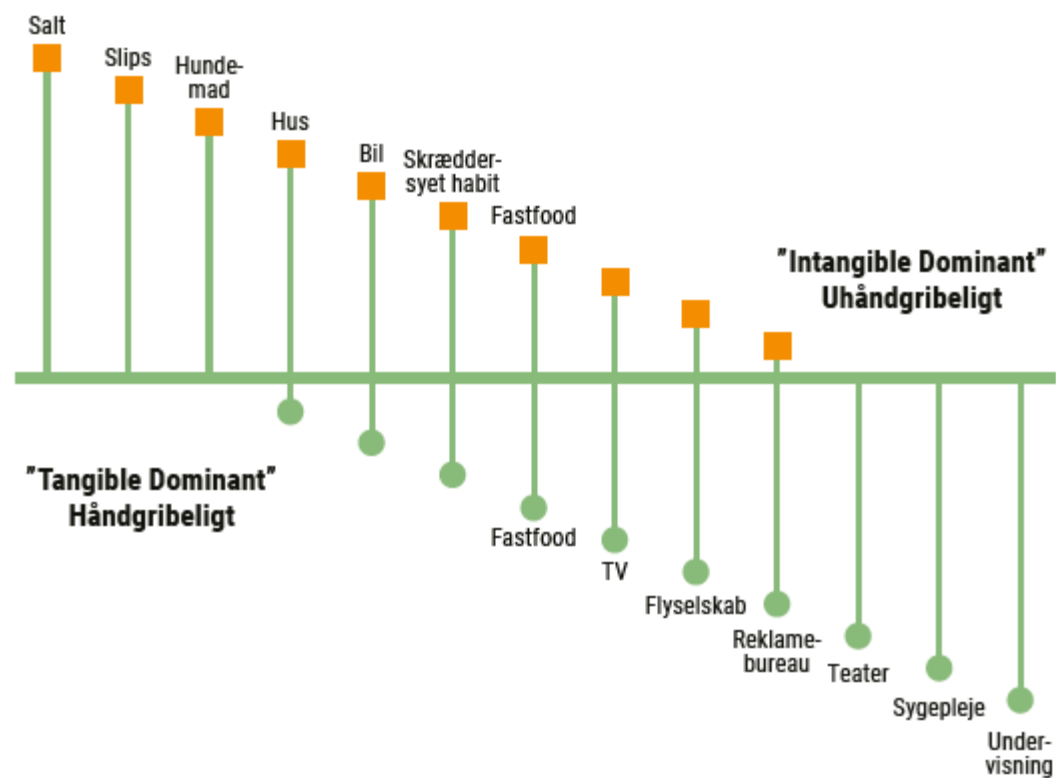 Salt
Slips
Hunde-
mad
Hus
Bil
Skrædder-
syet habit
Fastfood
"Intangible Dominant"
Uhåndgribeligt
"Tangible Dominant"
Håndgribeligt
Fastfood
TV
Flyselskab
Reklame-
bureau
Teater
Sygepleje
Under-
visning